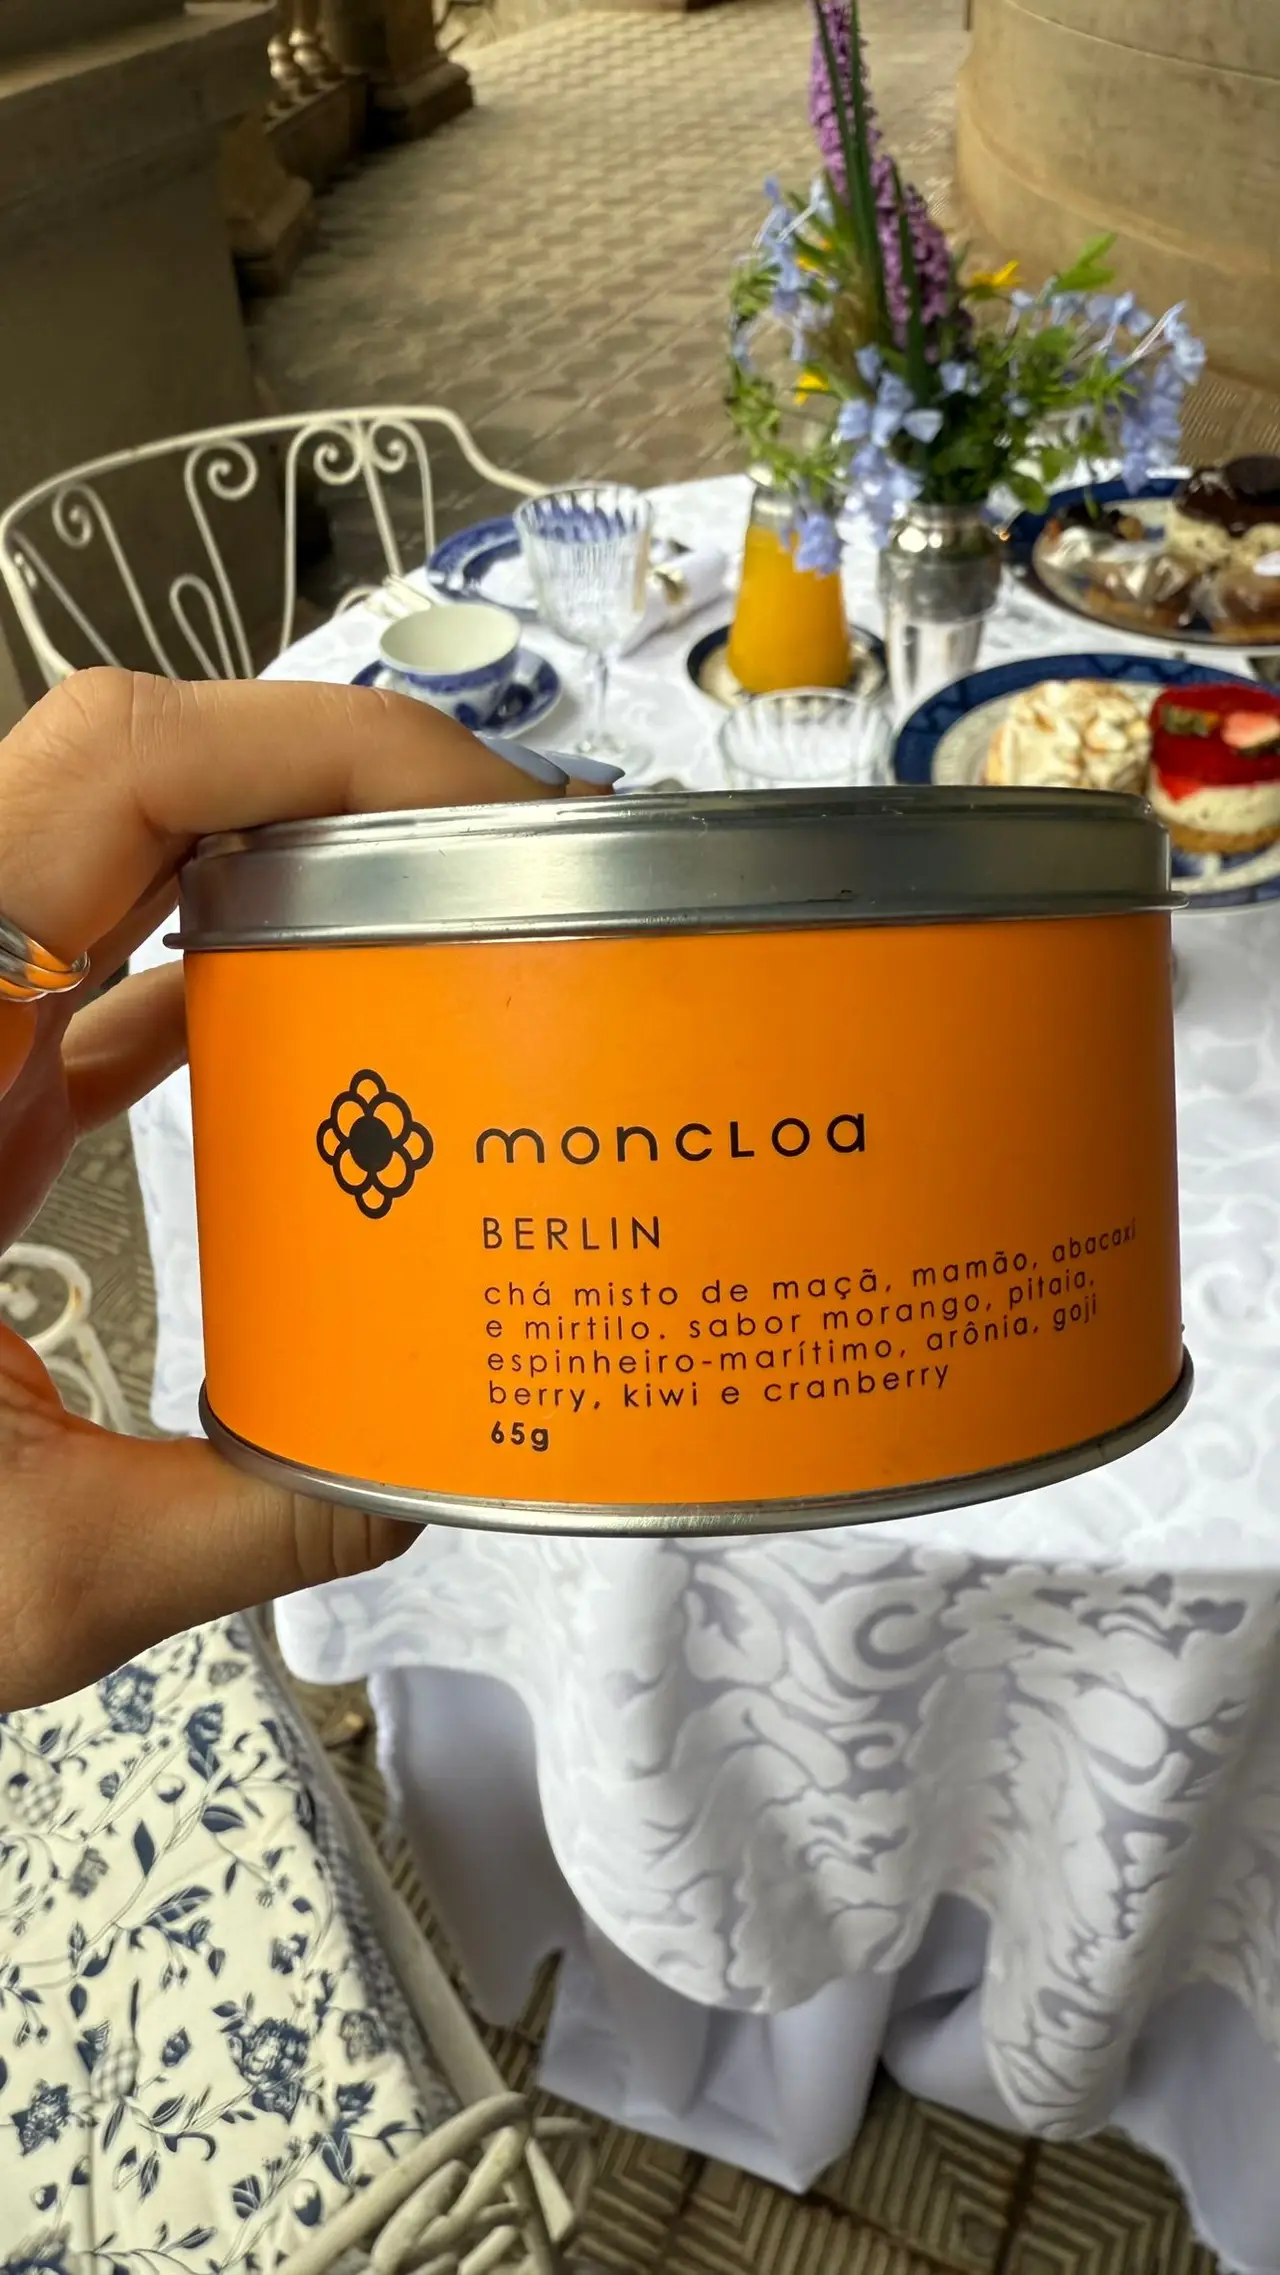 moncloa
BERLIN
chá misto de maçã, mamão, abacaxi
e mirtilo. sabor morango, pitaia,
espinheiro-marítimo, arônia, goji
berry, kiwi e cranberry
65g